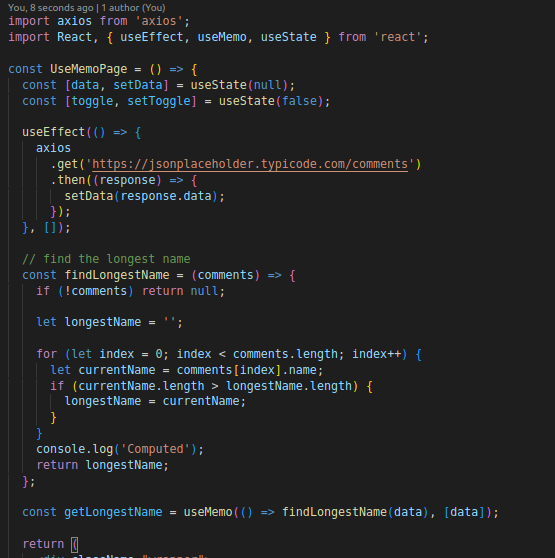 You, 8 seconds ago | 1 author (You)
import axios from 'axios';
import React, { useEffect, useMemo, useState } from 'react';
const UseMemoPage = () => {
const [data, setData] = useState(null);
const [toggle, setToggle] = useState(false);
useEffect(() => {
axios
.get('https://jsonplaceholder.typicode.com/comments')
.then((response) => {
setData(response.data);
});
}, []);
// find the longest name
const findLongestName = (comments) => {
if (!comments) return null;
let longestName = '';
for (let index = 0; index < comments.length; index++) {
let currentName = comments[index].name;
if (currentName.length > longestName.length) {
longestName = currentName;
}
}
console.log('Computed');
return longestName;
};
const getLongestName = useMemo(() => findLongestName(data), [data]);
return (